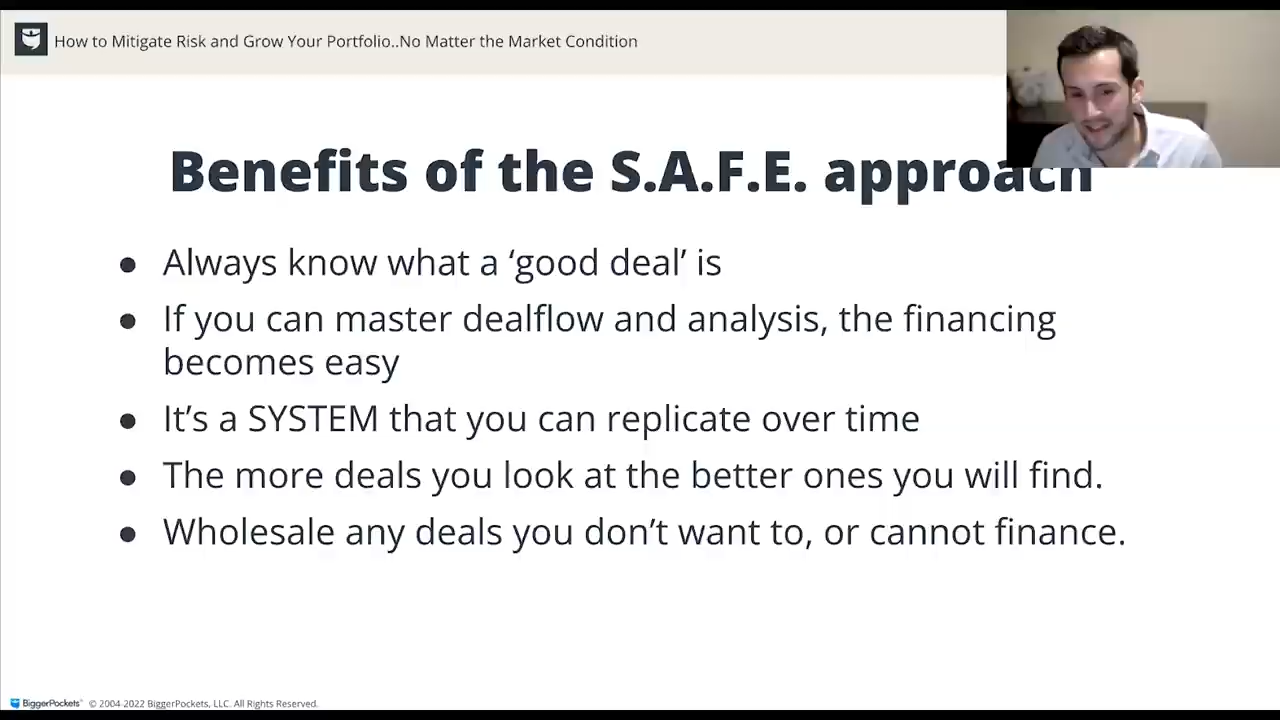 How to Mitigate Risk and Grow Your Portfolio..No Matter the Market Condition
Benefits of the S.A.F.E. approach
● Always know what a ‘good deal’ is
● If you can master dealflow and analysis, the financing
becomes easy
● It’s a SYSTEM that you can replicate over time
● The more deals you look at the better ones you will find.
● Wholesale any deals you don’t want to, or cannot finance.
BiggerPockets © 2004-2022 BiggerPockets, LLC. All Rights Reserved.